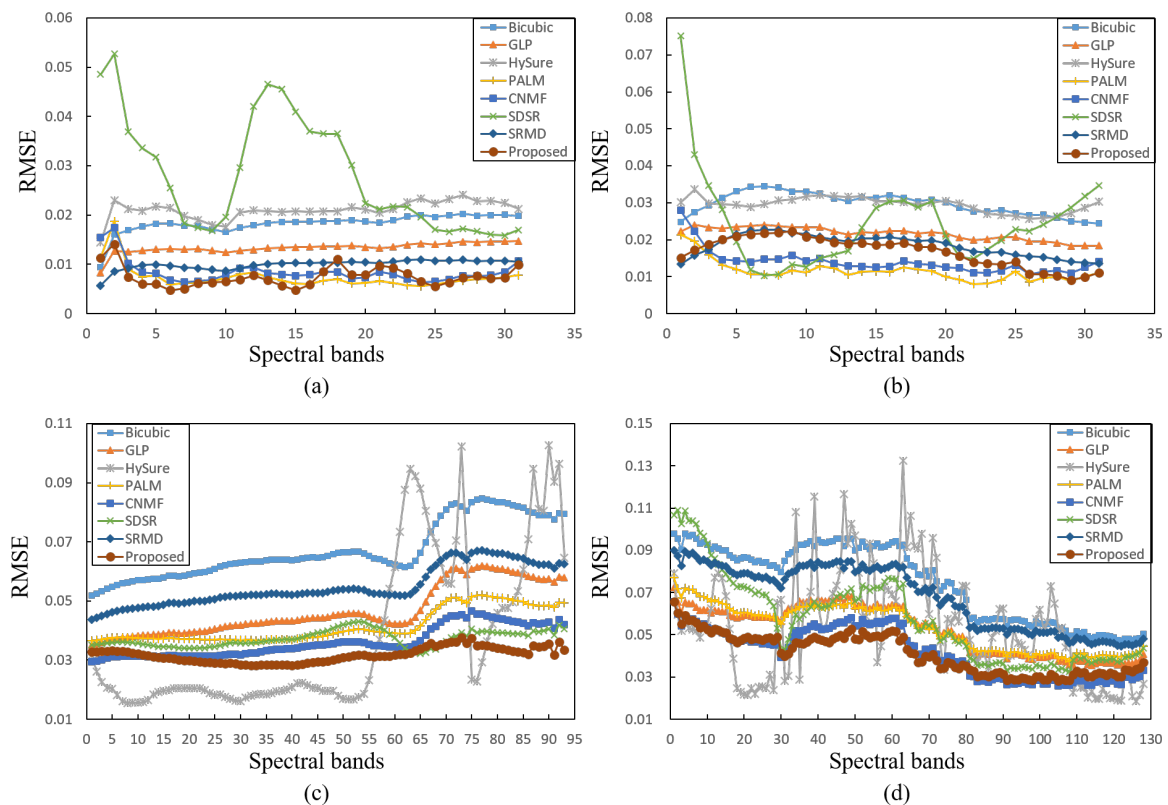 0.06
0.05
0.04
0.03
0.02
0.01
0
RMSE
0 5 10 15 20 25 30 35
Spectral bands
Bicubic
GLP
HySure
PALM
CNMF
SDSR
SRMD
Proposed
(a)
0.08
0.07
0.06
0.05
0.04
0.03
0.02
0.01
0
RMSE
0 5 10 15 20 25 30 35
Spectral bands
Bicubic
GLP
HySure
PALM
CNMF
SDSR
SRMD
Proposed
(b)
0.11
0.09
0.07
0.05
0.03
0.01
RMSE
0 5 10 15 20 25 30 35 40 45 50 55 60 65 70 75 80 85 90 95
Spectral bands
Bicubic
GLP
HySure
PALM
CNMF
SDSR
SRMD
Proposed
(c)
0.15
0.13
0.11
0.09
0.07
0.05
0.03
0.01
RMSE
0 10 20 30 40 50 60 70 80 90 100 110 120 130
Spectral bands
Bicubic
GLP
HySure
PALM
CNMF
SDSR
SRMD
Proposed
(d)